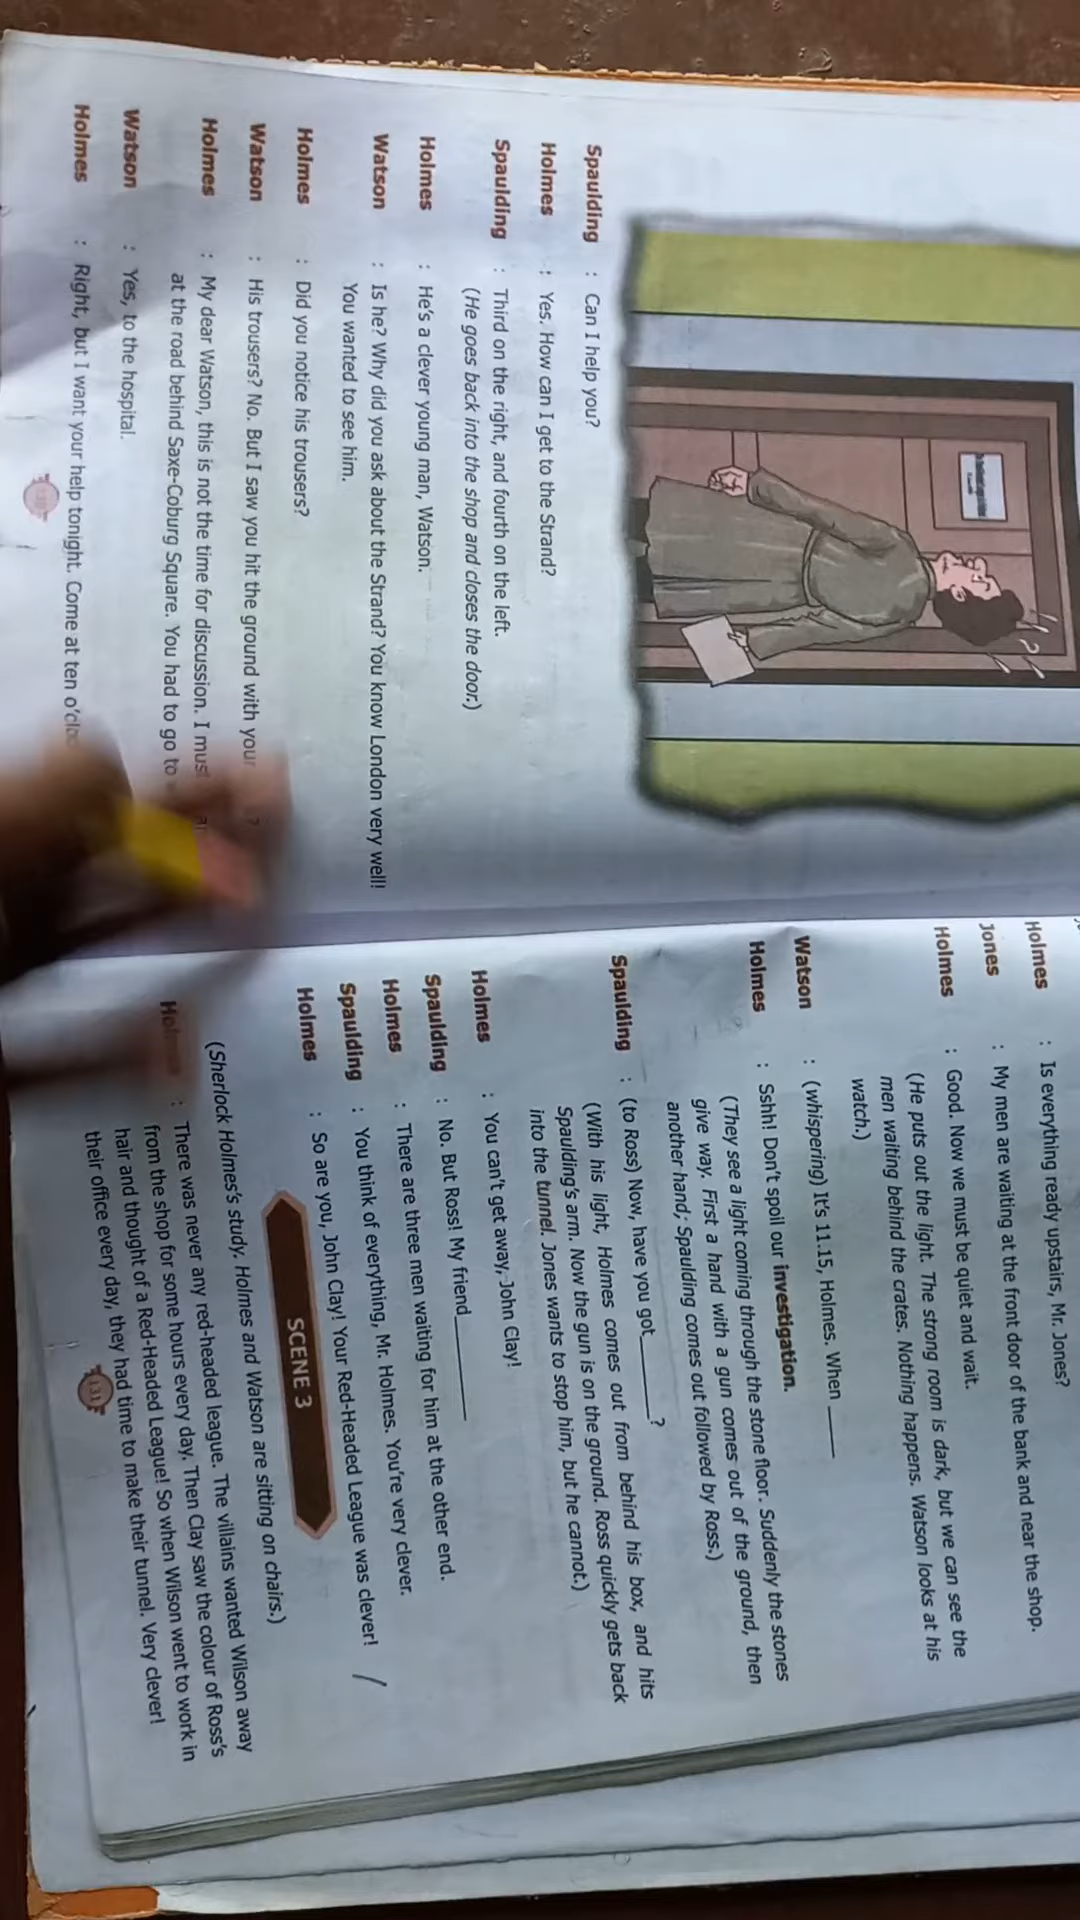 Spaulding : Can I help you?
Holmes : Yes. How can I get to the Strand?
Spaulding : Third on the right, and fourth on the left.
(He goes back into the shop and closes the door.)
Holmes : He's a clever young man, Watson.
Watson : Is he? Why did you ask about the Strand? You know London very well!
You wanted to see him.
Holmes : Did you notice his trousers?
Watson : His trousers? No. But I saw you hit the ground with your ?
Holmes : My dear Watson, this is not the time for discussion. I
at the road behind Saxe-Coburg Square. You had to go to
Watson : Yes, to the hospital.
Holmes : Right, but I want your help tonight. Come at ten
Holmes : Is everything ready upstairs, Mr. Jones?
Jones : My men are waiting at the front door of the bank and near the shop.
Holmes : Good. Now we must be quiet and wait.
(He puts out the light. The strong room is dark, but we can see the
men waiting behind the crates. Nothing happens. Watson looks at his
watch.)
Watson : (whispering) It's 11.15, Holmes. When ____
Holmes : Sshh! Don't spoil our investigation.
(They see a light coming through the stone floor. Suddenly the stones
give way. First a hand with a gun comes out of the ground, then
another hand; Spaulding comes out followed by Ross.)
Spaulding : (to Ross) Now, have you got______?
(With his light, Holmes comes out from behind his box, and hits
Spaulding's arm. Now the gun is on the ground. Ross quickly gets back
into the tunnel. Jones wants to stop him, but he cannot.)
Holmes : You can't get away, John Clay!
Spaulding : No. But Ross! My friend_______
Holmes : There are three men waiting for him at the other end.
Spaulding : You think of everything, Mr. Holmes. You're very clever.
Holmes : So are you, John Clay! Your Red-Headed League was clever!
SCENE 3
(Sherlock Holmes's study. Holmes and Watson are sitting on chairs.)
Holmes : There was never any red-headed league. The villains wanted Wilson away
from the shop for some hours every day. Then Clay saw the colour of Ross's
hair and thought of a Red-Headed League! So when Wilson went to work in
their office every day, they had time to make their tunnel. Very clever!
131